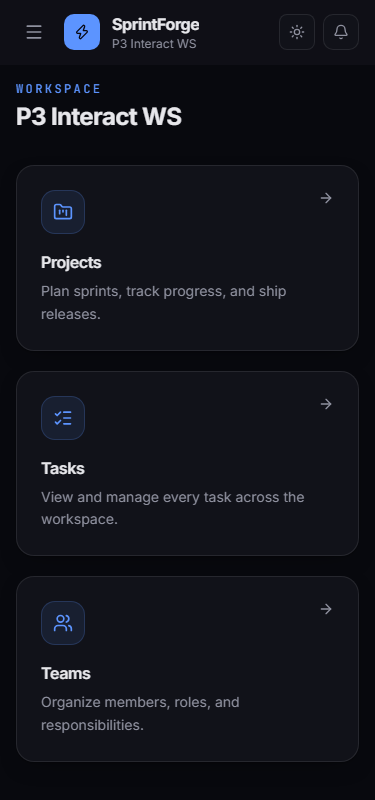 SprintForge
P3 Interact WS
WORKSPACE
P3 Interact WS
Projects
Plan sprints, track progress, and ship
releases.
Tasks
View and manage every task across the
workspace.
Teams
Organize members, roles, and
responsibilities.